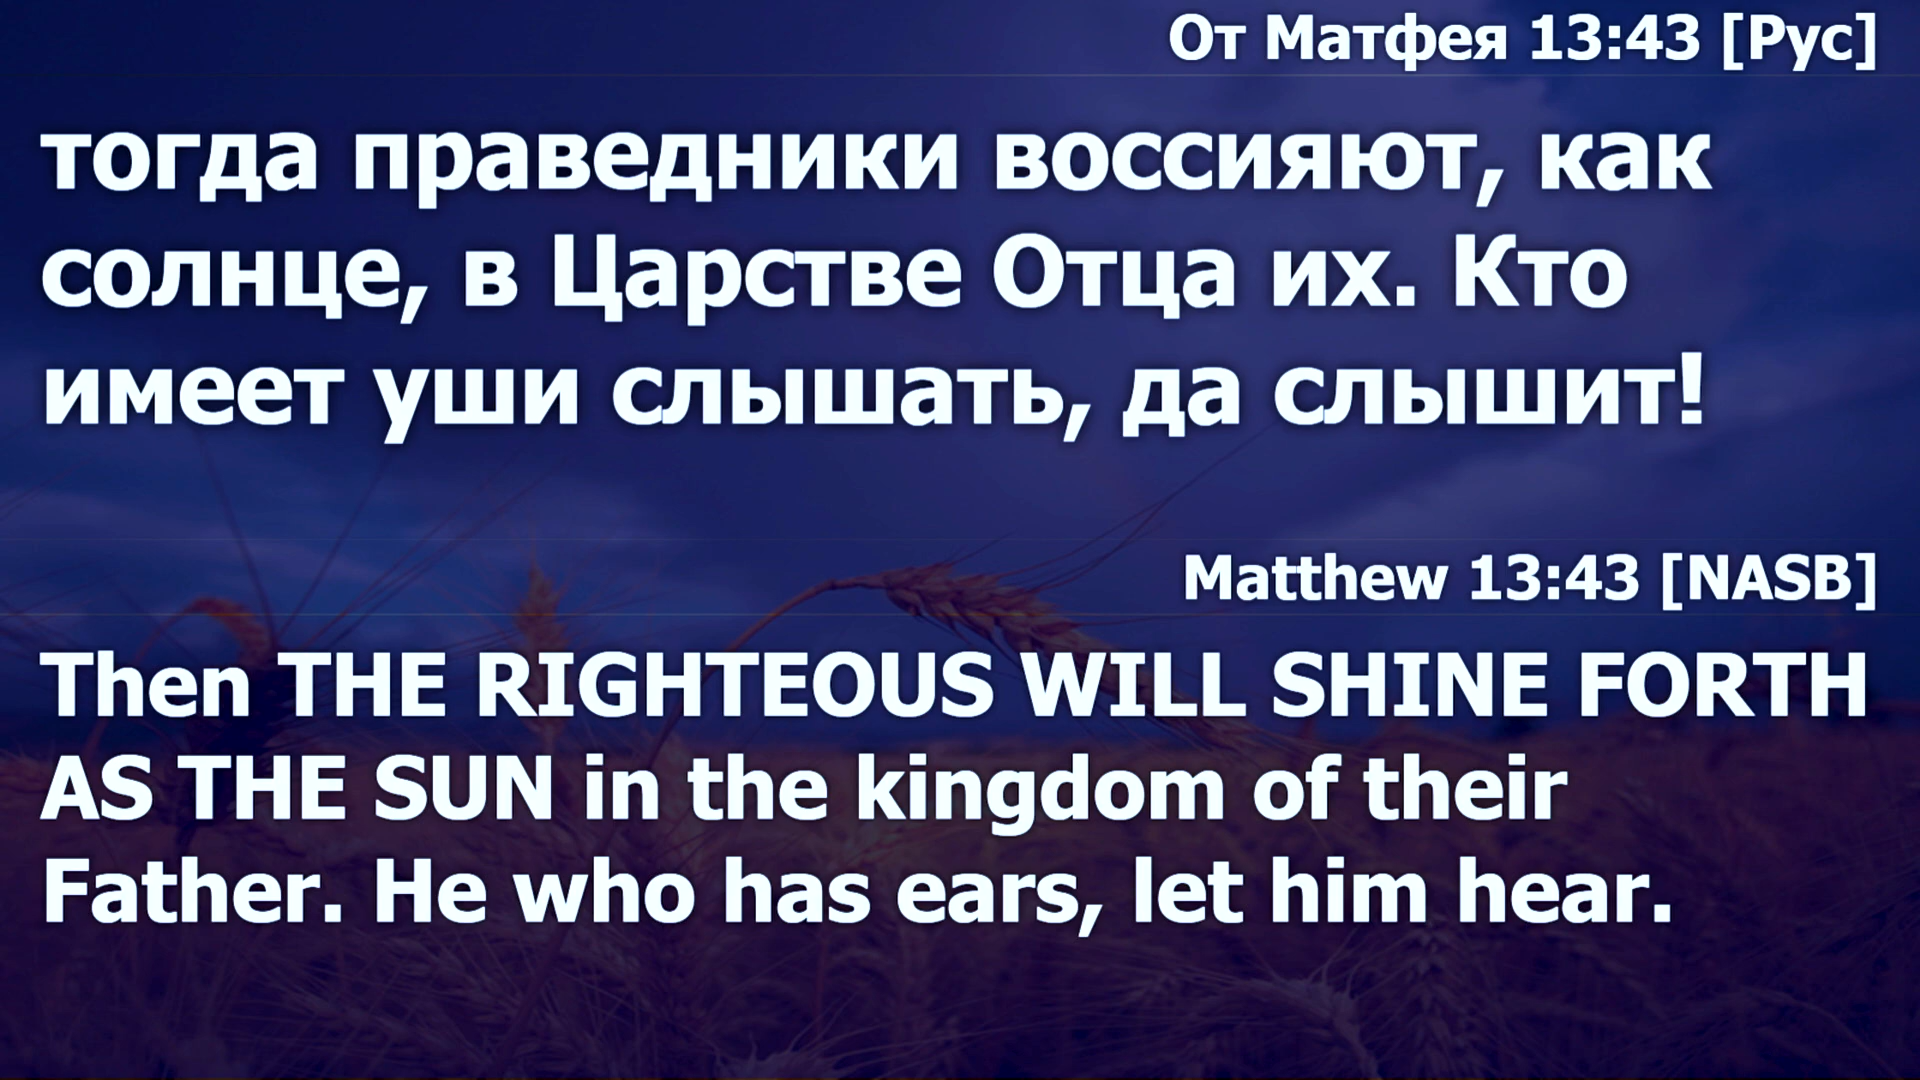 От Матфея 13:43 [Рус]
тогда праведники воссияют, как
солнце, в Царстве Отца их. Кто
имеет уши слышать, да слышит!
Matthew 13:43 [NASB]
Then THE RIGHTEOUS WILL SHINE FORTH
AS THE SUN in the kingdom of their
Father. He who has ears, let him hear.